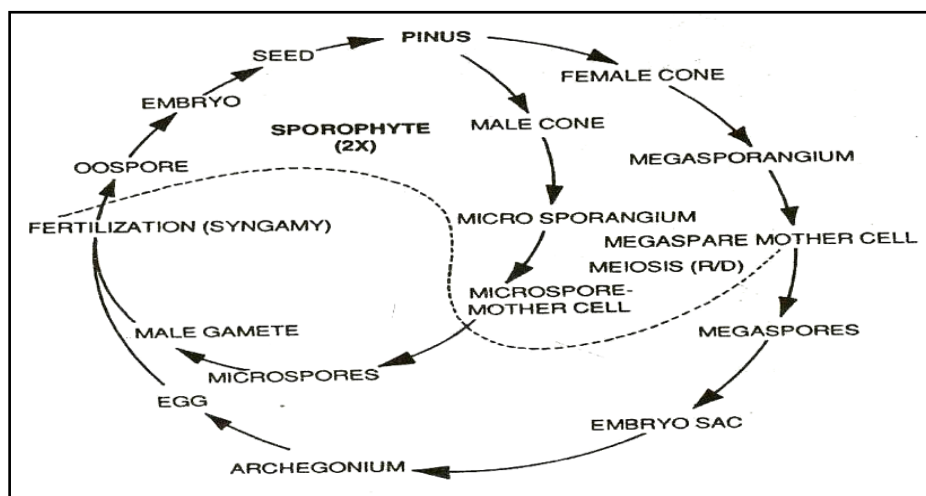 PINUS
SEED
FEMALE CONE
EMBRYO
SPOROPHYTE
(2X)
MALE CONE
OOSPORE
MEGASPORANGIUM
MICRO SPORANGIUM
FERTILIZATION (SYNGAMY)
MEGASPARE MOTHER CELL
MEIOSIS (R/D)
MICROSPORE-
MOTHER CELL
MALE GAMETE
MEGASPORES
MICROSPORES
EGG
EMBRYO SAC
ARCHEGONIUM